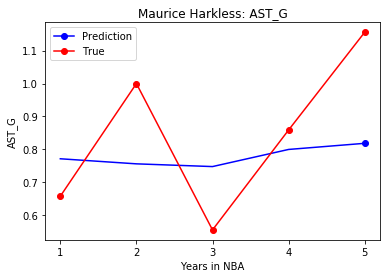 Maurice Harkless: AST_G
Prediction
True
AST_G
1.1
1.0
0.9
0.8
0.7
0.6
1 2 3 4 5
Years in NBA